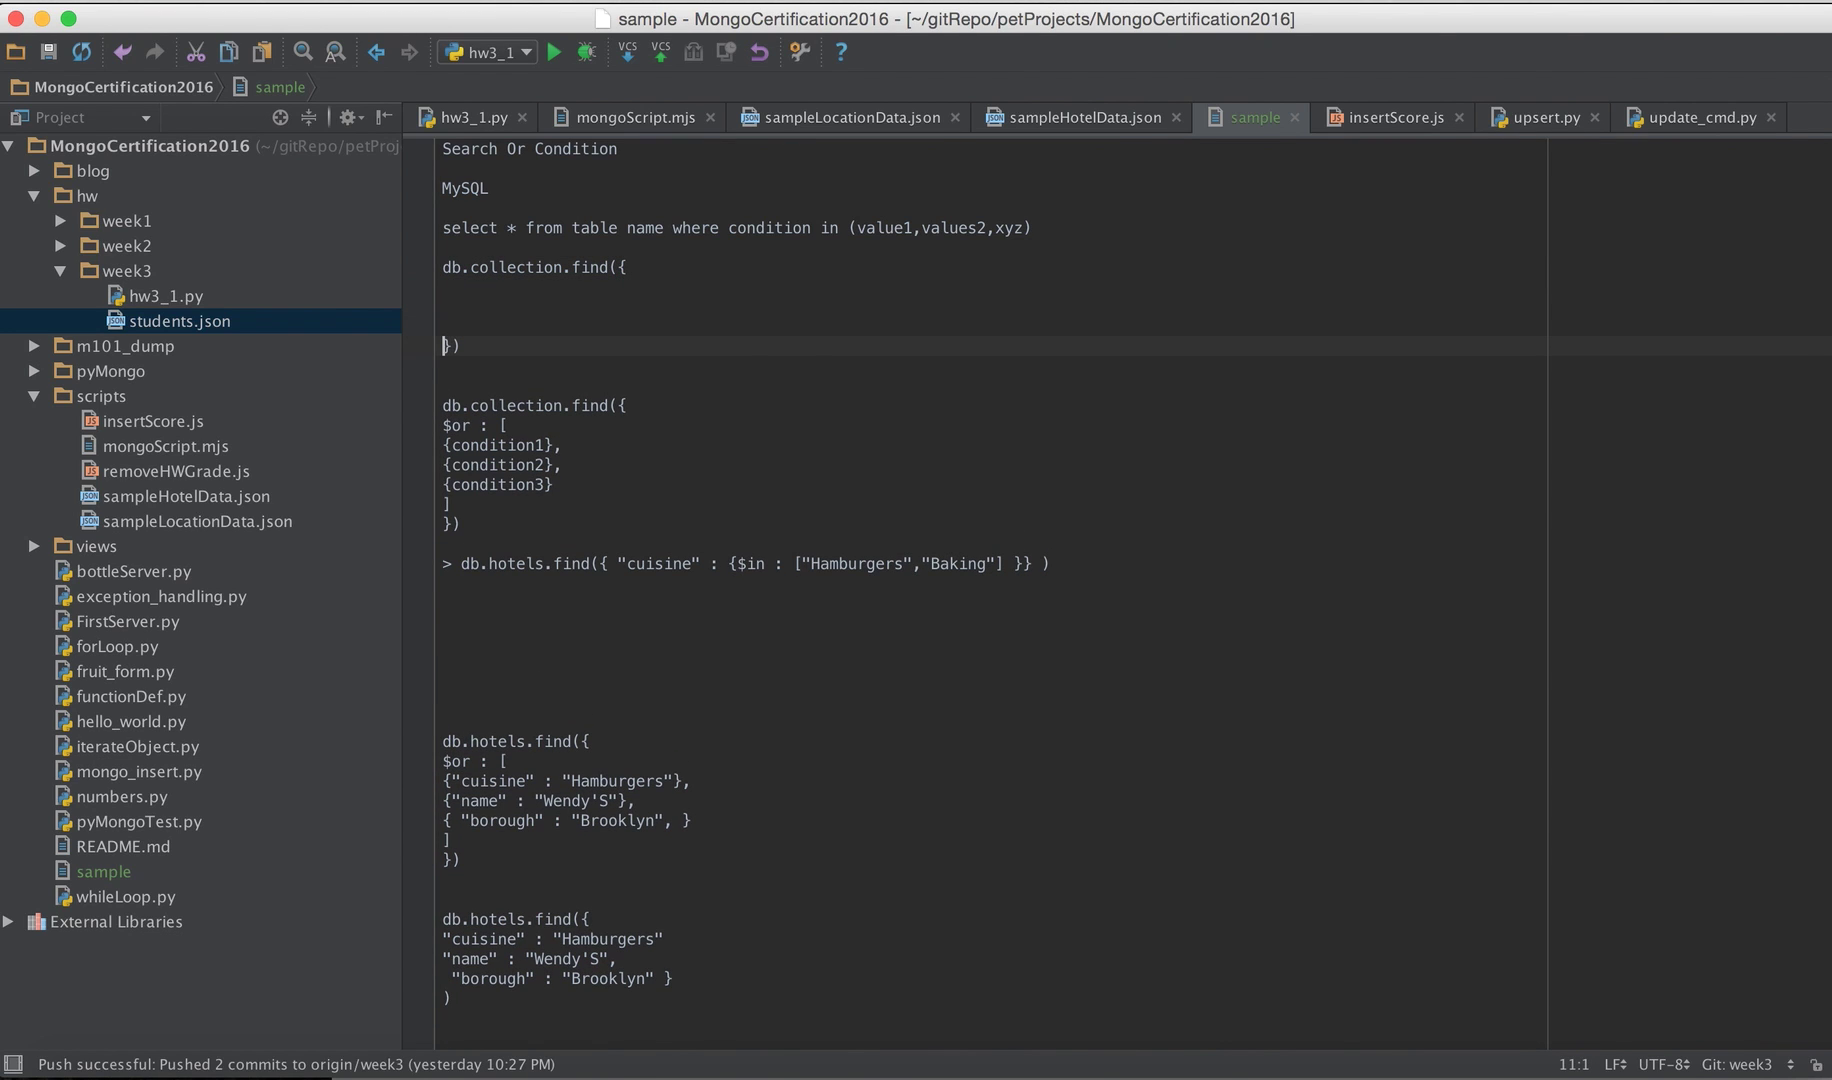 sample - MongoCertification2016 - [~/gitRepo/petProjects/MongoCertification2016]
hw3_1
VCS VCS
?
MongoCertification2016 sample
Project
hw3_1.py mongoScript.mjs sampleLocationData.json sampleHotelData.json sample insertScore.js upsert.py update_cmd.py
MongoCertification2016 (~/gitRepo/petProj
blog
hw
week1
week2
week3
hw3_1.py
students.json
m101_dump
pyMongo
scripts
insertScore.js
mongoScript.mjs
removeHWGrade.js
sampleHotelData.json
sampleLocationData.json
views
bottleServer.py
exception_handling.py
FirstServer.py
forLoop.py
fruit_form.py
functionDef.py
hello_world.py
iterateObject.py
mongo_insert.py
numbers.py
pyMongoTest.py
README.md
sample
whileLoop.py
External Libraries
Search Or Condition
MySQL
select * from table name where condition in (value1,values2,xyz)
db.collection.find({
})
db.collection.find({
$or : [
{condition1},
{condition2},
{condition3}
]
})
> db.hotels.find({ "cuisine" : {$in : ["Hamburgers","Baking"] }} )
db.hotels.find({
$or : [
{"cuisine" : "Hamburgers"},
{"name" : "Wendy'S"},
{ "borough" : "Brooklyn", }
]
})
db.hotels.find({
"cuisine" : "Hamburgers"
"name" : "Wendy'S",
"borough" : "Brooklyn" }
)
Push successful: Pushed 2 commits to origin/week3 (yesterday 10:27 PM)
11:1 LF UTF-8 Git: week3